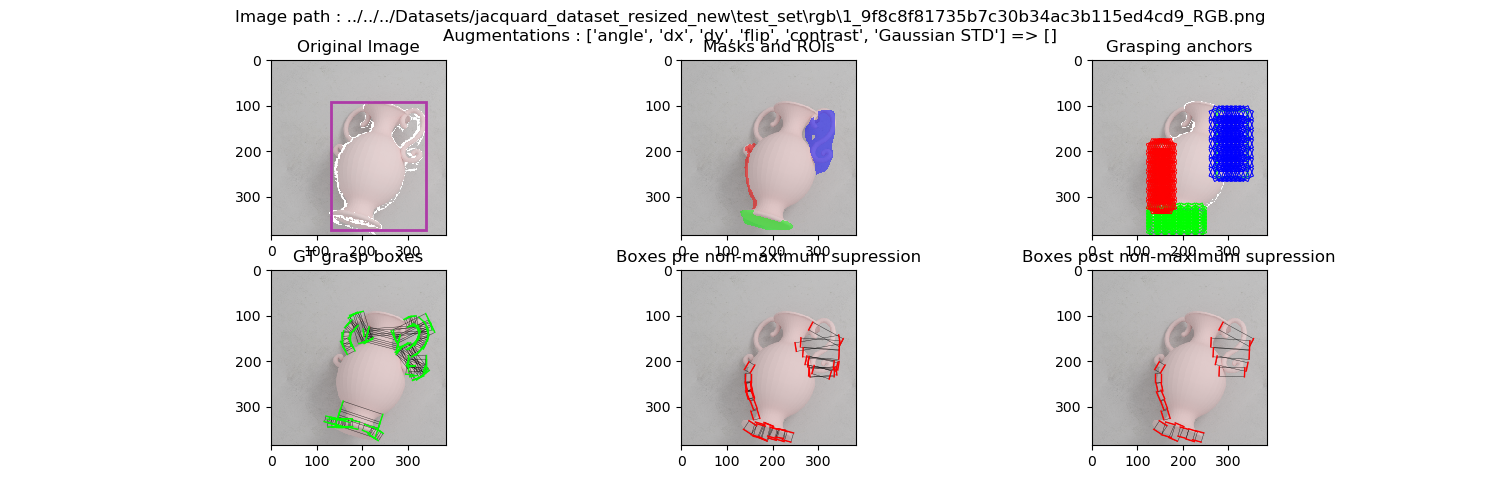 Image path : ../../../Datasets/jacquard_dataset_resized_new\test_set\rgb\1_9f8c8f81735b7c30b34ac3b115ed4cd9_RGB.png
Augmentations : ['angle', 'dx', 'dy', 'flip', 'contrast', 'Gaussian STD'] => []
Original Image
Masks and ROIs
Grasping anchors
0
100
200
300
0 100 200 300
0
100
200
300
0 100 200 300
0
100
200
300
0 100 200 300
GT grasp boxes
Boxes pre non-maximum supression
Boxes post non-maximum supression
0
100
200
300
0 100 200 300
0
100
200
300
0 100 200 300
0
100
200
300
0 100 200 300